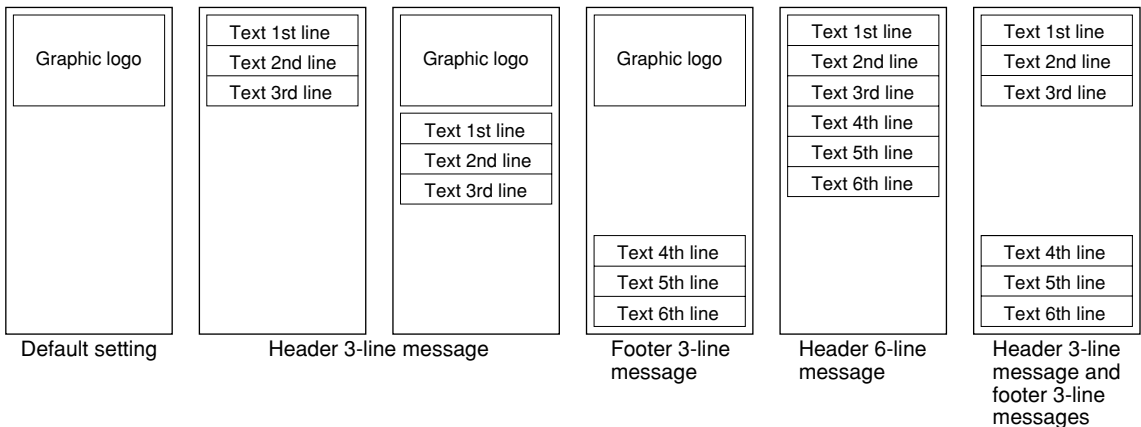 Graphic logo
Default setting
Text 1st line
Text 2nd line
Text 3rd line
Graphic logo
Text 1st line
Text 2nd line
Text 3rd line
Header 3-line message
Graphic logo
Text 4th line
Text 5th line
Text 6th line
Footer 3-line
message
Text 1st line
Text 2nd line
Text 3rd line
Text 4th line
Text 5th line
Text 6th line
Header 6-line
message
Text 1st line
Text 2nd line
Text 3rd line
Text 4th line
Text 5th line
Text 6th line
Header 3-line
message and
footer 3-line
messages